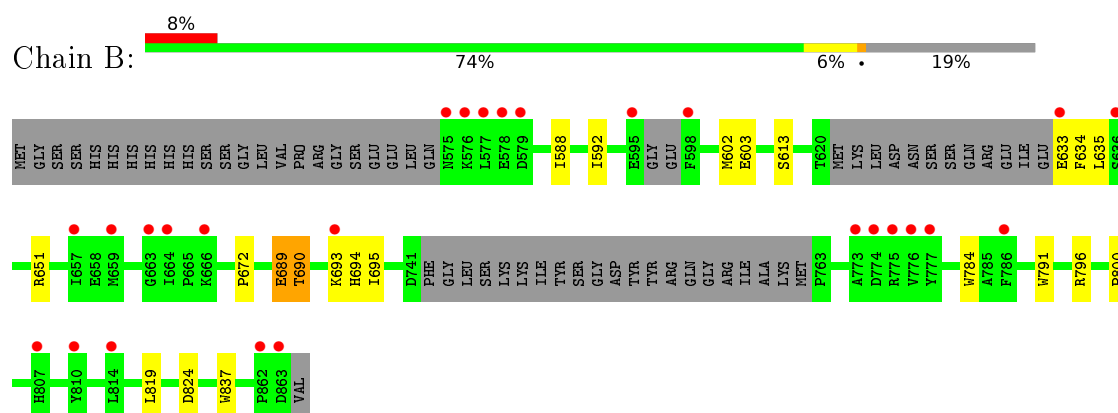 8%
Chain B:
74% 6% • 19%
MET GLY SER SER HIS HIS HIS HIS HIS HIS SER SER GLY LEU VAL PRO ARG GLY SER GLU GLU LEU GLN N575 K576 L577 E578 D579 I588 I592 E595 GLY GLU F598 M602 E603 S613 T620 MET LYS LEU ASP ASN SER SER GLN ARG GLU ILE GLU E633 F634 L635
R651 I657 E658 M659 G663 I664 P665 K666 P672 E689 T690 K693 H694 I695 D741 PHE GLY LEU SER LYS LYS ILE TYR SER GLY ASP TYR TYR ARG GLN GLY ARG ILE ALA LYS MET P763 A773 D774 R775 V776 Y777 W784 A785 F786 W791 R796
H807 Y810 L814 L819 D824 W837 P862 D863 VAL